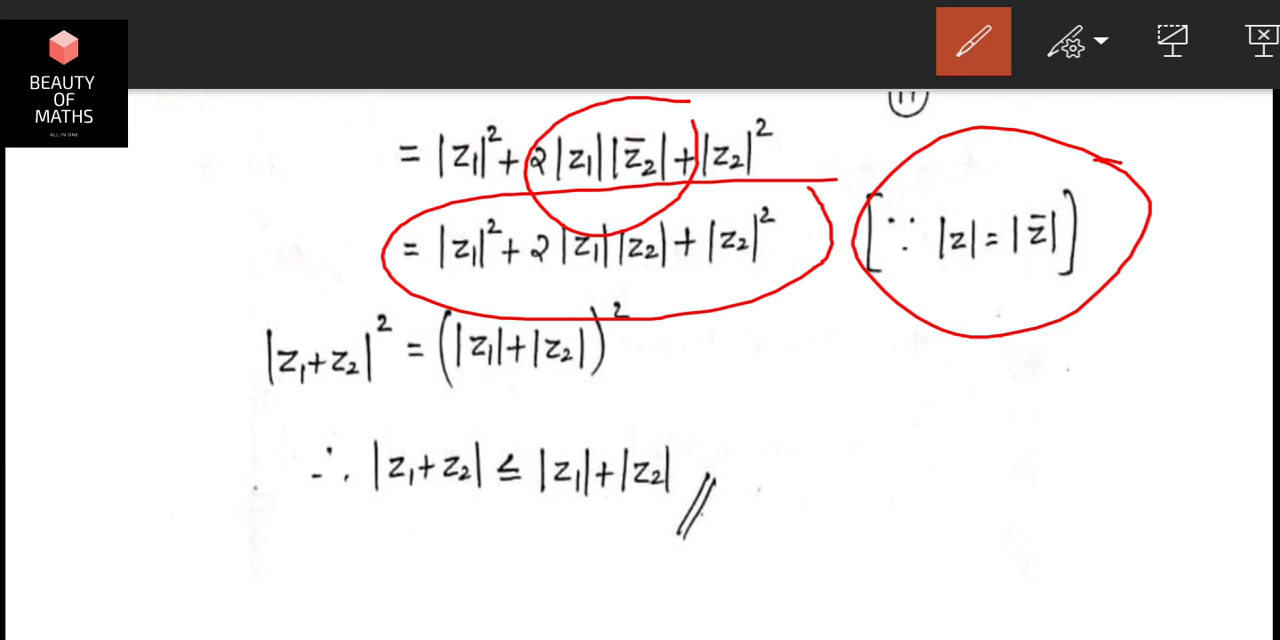 BEAUTY
OF
MATHS
ALL IN ONE
= |z₁|² + 2|z₁||z̄₂| + |z₂|²
= |z₁|² + 2|z₁||z₂| + |z₂|² [∵ |z| = |z̄|]
|z₁+z₂|² = (|z₁|+|z₂|)²
∴ |z₁+z₂| ≤ |z₁|+|z₂| //